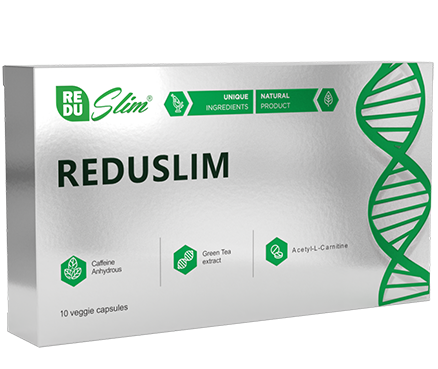 RE
DU
Slim®
UNIQUE
INGREDIENTS
NATURAL
PRODUCT
REDUSLIM
Caffeine
Anhydrous
Green Tea
extract
Acetyl-L-Carnitine
10 veggie capsules